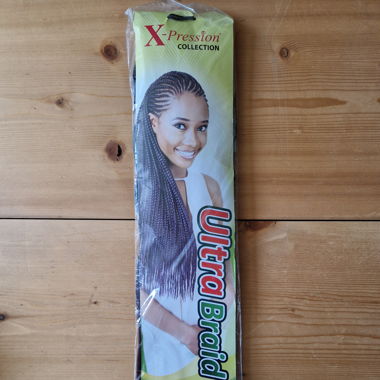 X-Pression
COLLECTION
Ultra Braid